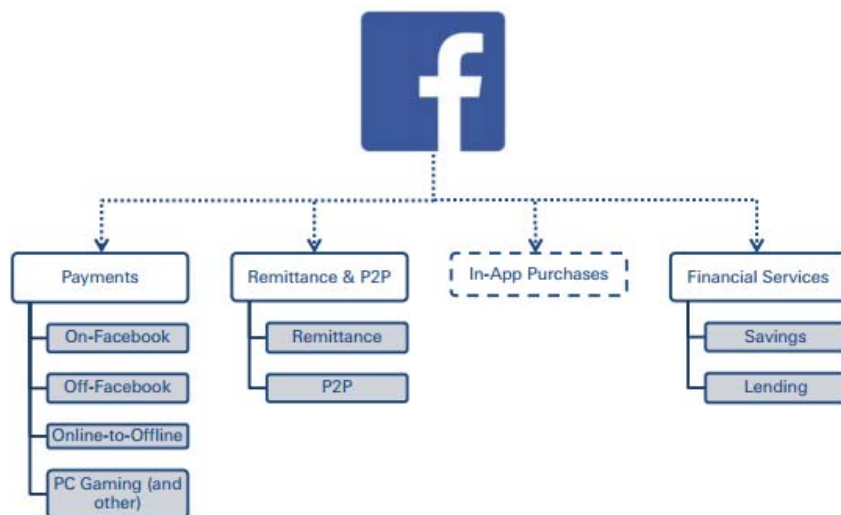 f
Payments
Remittance & P2P
In-App Purchases
Financial Services
On-Facebook
Off-Facebook
Online-to-Offline
PC Gaming (and
other)
Remittance
P2P
Savings
Lending